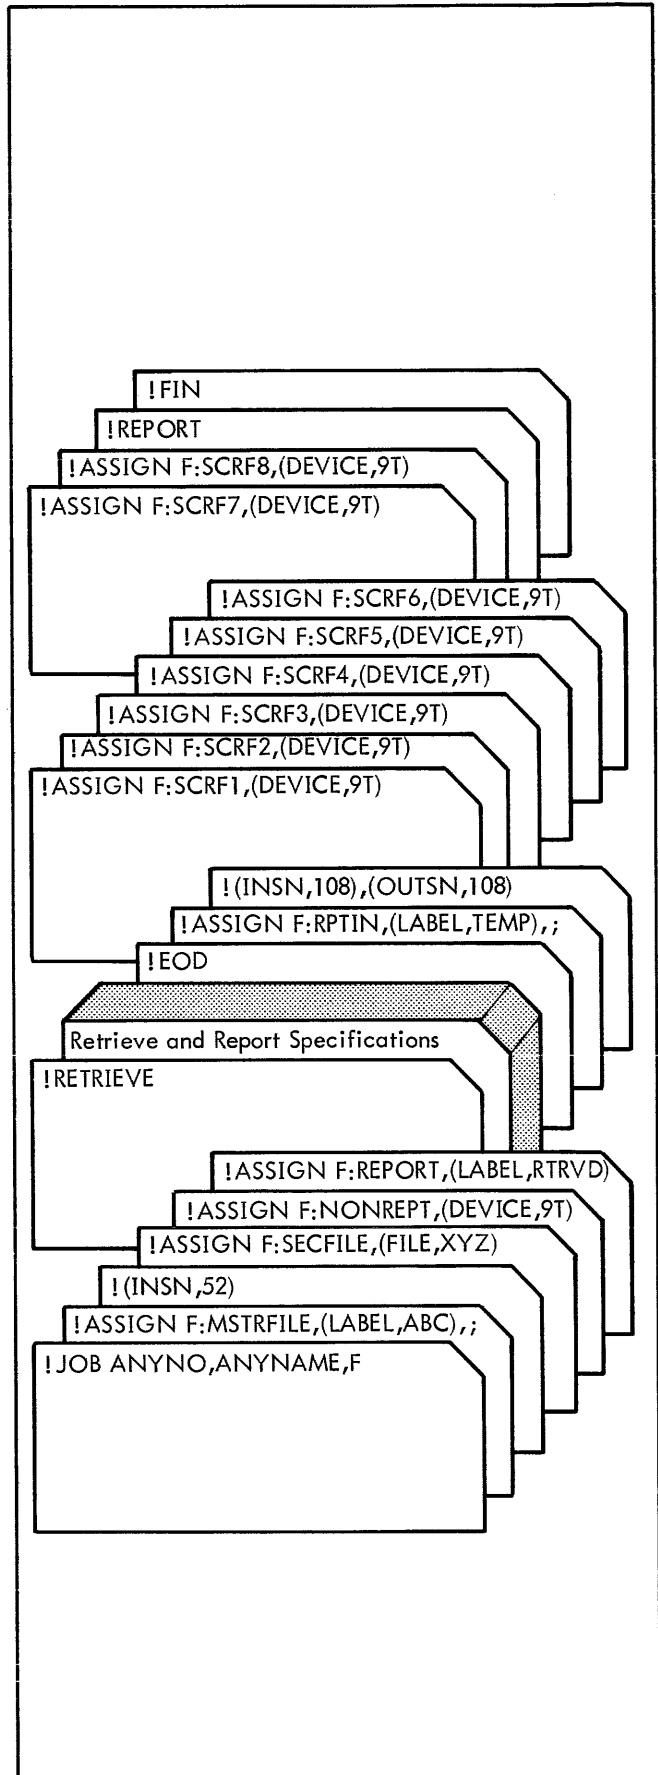 !FIN
!REPORT
!ASSIGN F:SCRF8,(DEVICE,9T)
!ASSIGN F:SCRF7,(DEVICE,9T)
!ASSIGN F:SCRF6,(DEVICE,9T)
!ASSIGN F:SCRF5,(DEVICE,9T)
!ASSIGN F:SCRF4,(DEVICE,9T)
!ASSIGN F:SCRF3,(DEVICE,9T)
!ASSIGN F:SCRF2,(DEVICE,9T)
!ASSIGN F:SCRF1,(DEVICE,9T)
!(INSN,108),(OUTSN,108)
!ASSIGN F:RPTIN,(LABEL,TEMP),;
!EOD
Retrieve and Report Specifications
!RETRIEVE
!ASSIGN F:REPORT,(LABEL,RTRVD)
!ASSIGN F:NONREPT,(DEVICE,9T)
!ASSIGN F:SECFILE,(FILE,XYZ)
!(INSN,52)
!ASSIGN F:MSTRFILE,(LABEL,ABC),;
!JOB ANYNO,ANYNAME,F